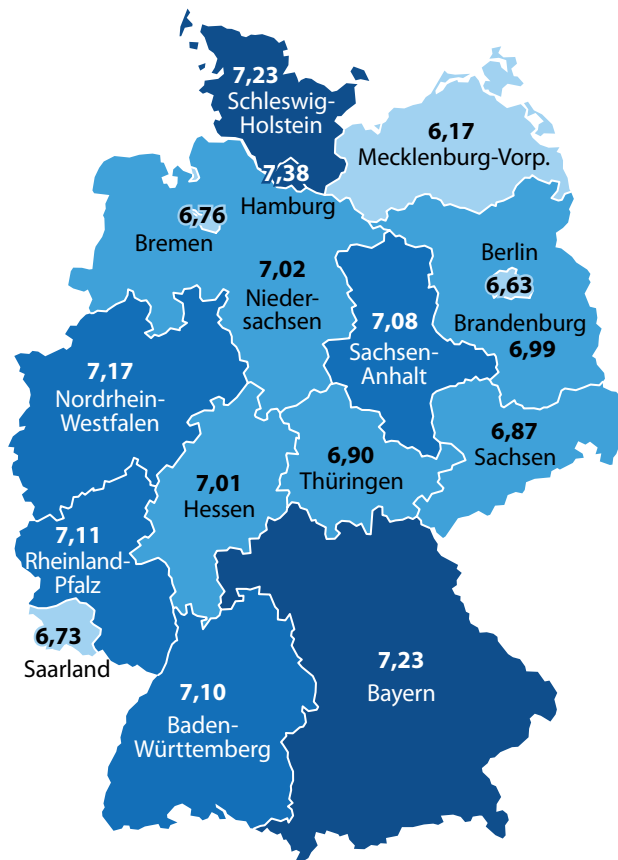 7,23
Schleswig-
Holstein
6,17
Mecklenburg-Vorp.
7,38
Hamburg
6,76
Bremen
7,02
Nieder-
sachsen
Berlin
6,63
Brandenburg
6,99
7,08
Sachsen-
Anhalt
7,17
Nordrhein-
Westfalen
6,87
Sachsen
6,90
Thüringen
7,01
Hessen
7,11
Rheinland-
Pfalz
6,73
Saarland
7,23
Bayern
7,10
Baden-
Württemberg